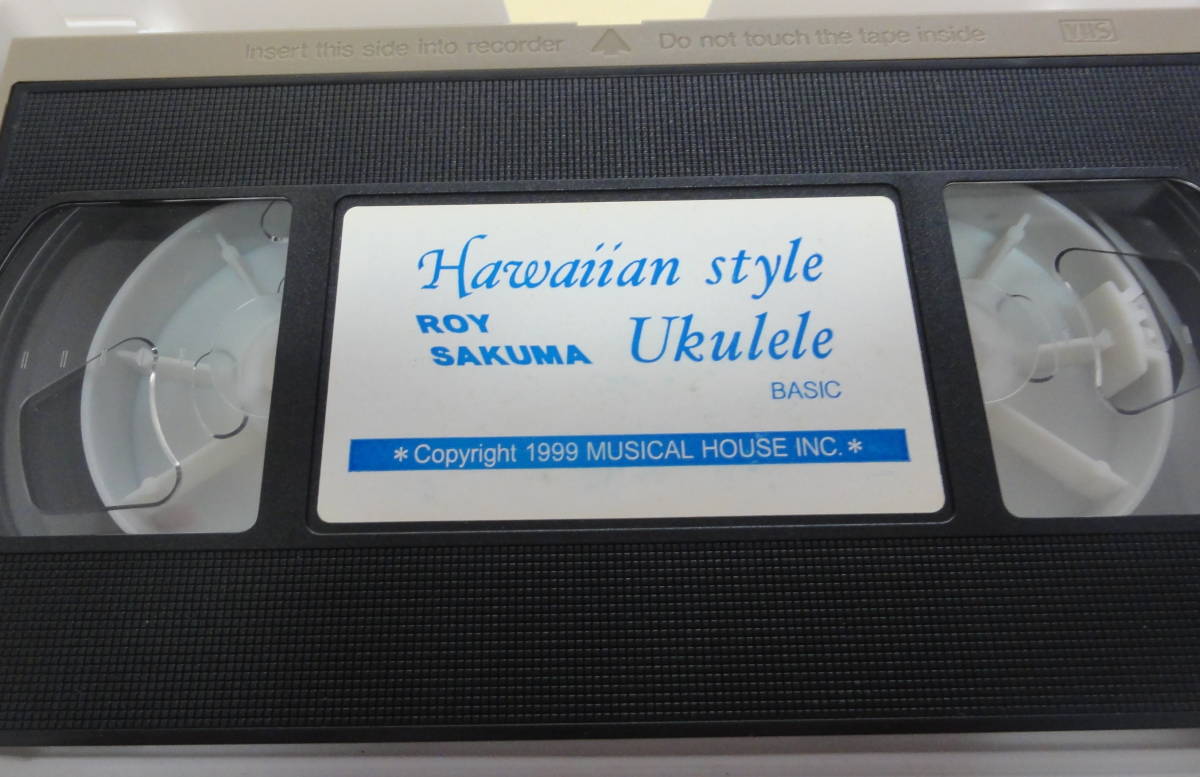 Insert this side into recorder Do not touch the tape inside VHS
Hawaiian style
ROY
SAKUMA Ukulele
BASIC
*Copyright 1999 MUSICAL HOUSE INC.*